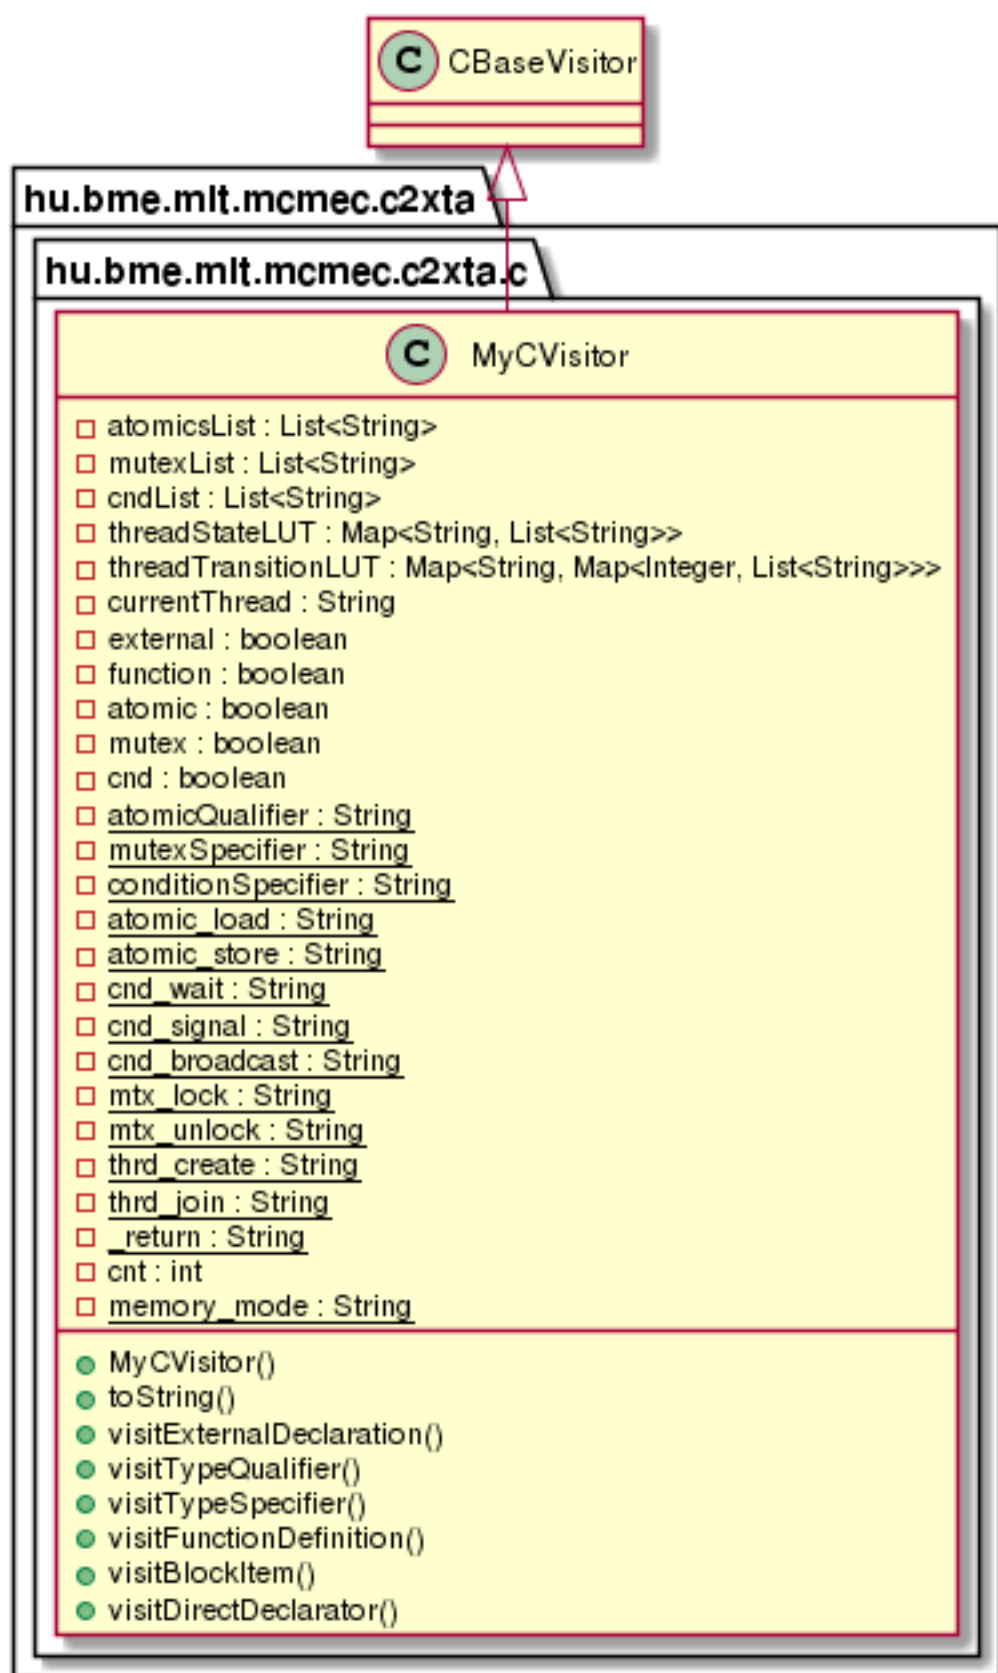 C CBaseVisitor
hu.bme.mlt.mcmec.c2xta
hu.bme.mlt.mcmec.c2xta.c
C MyCVisitor
atomicsList : List<String>
mutexList : List<String>
cndList : List<String>
threadStateLUT : Map<String, List<String>>
threadTransitionLUT : Map<String, Map<Integer, List<String>>>
currentThread : String
external : boolean
function : boolean
atomic : boolean
mutex : boolean
cnd : boolean
atomicQualifier : String
mutexSpecifier : String
conditionSpecifier : String
atomic_load : String
atomic_store : String
cnd_wait : String
cnd_signal : String
cnd_broadcast : String
mtx_lock : String
mtx_unlock : String
thrd_create : String
thrd_join : String
_return : String
cnt : int
memory_mode : String
MyCVisitor()
toString()
visitExternalDeclaration()
visitTypeQualifier()
visitTypeSpecifier()
visitFunctionDefinition()
visitBlockItem()
visitDirectDeclarator()